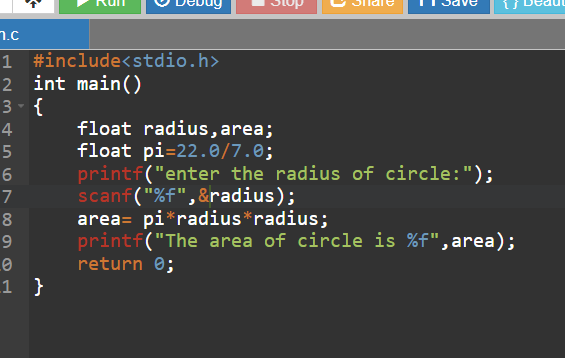 Run Debug Stop Share Save { } Beaut
n.c
1 #include<stdio.h>
2 int main()
3 {
4 float radius,area;
5 float pi=22.0/7.0;
6 printf("enter the radius of circle:");
7 scanf("%f",&radius);
8 area= pi*radius*radius;
9 printf("The area of circle is %f",area);
0 return 0;
1 }